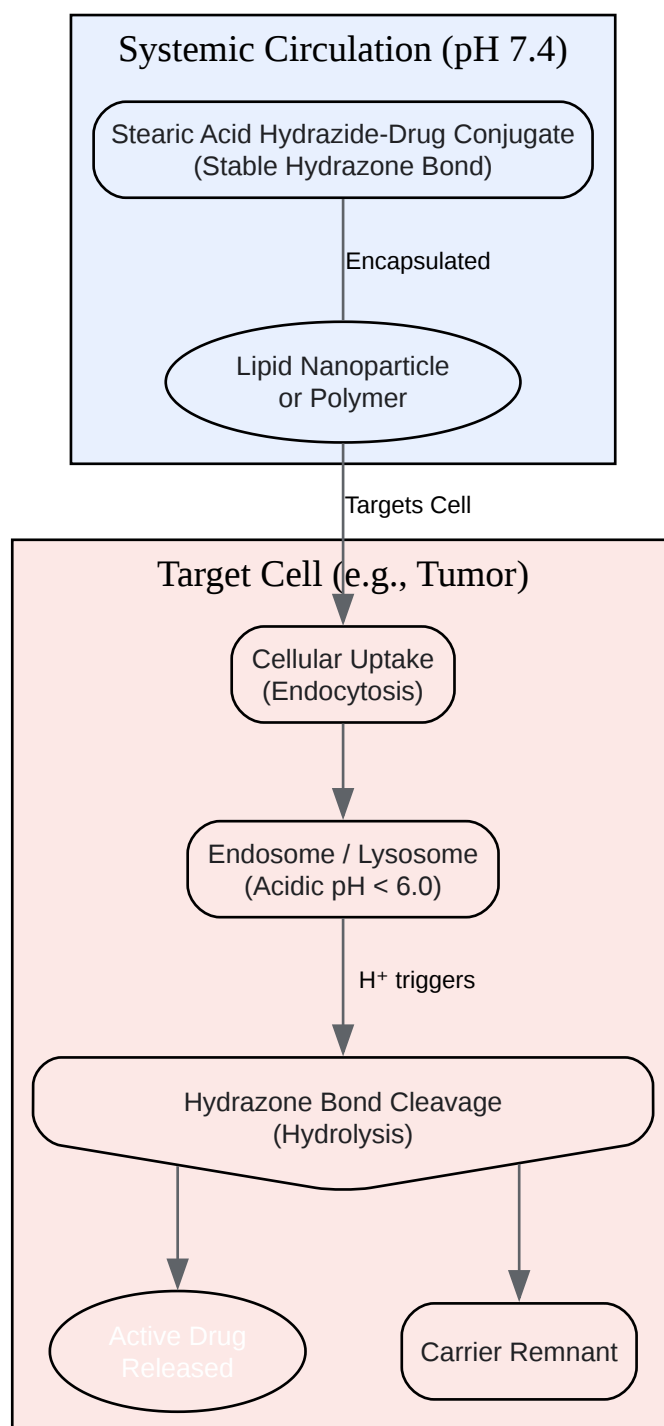 Systemic Circulation (pH 7.4)
Stearic Acid Hydrazide-Drug Conjugate
(Stable Hydrazone Bond)
Encapsulated
Lipid Nanoparticle
or Polymer
Targets Cell
Target Cell (e.g., Tumor)
Cellular Uptake
(Endocytosis)
Endosome / Lysosome
(Acidic pH < 6.0)
H⁺ triggers
Hydrazone Bond Cleavage
(Hydrolysis)
Active Drug
Released
Carrier Remnant